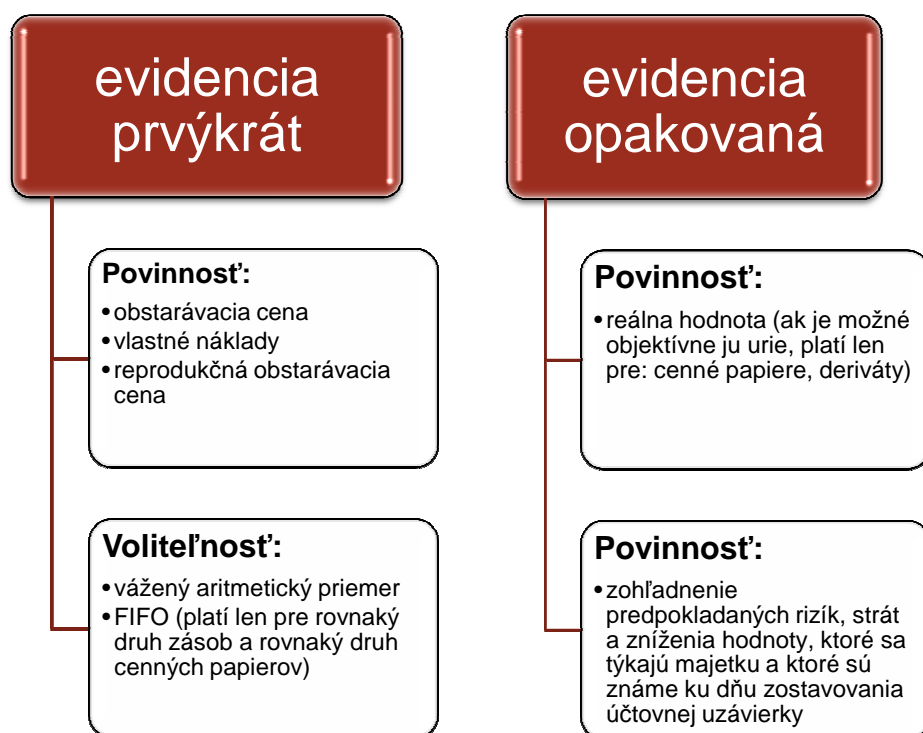 evidencia
prvýkrát
Povinnosť:
• obstarávacia cena
• vlastné náklady
• reprodukčná obstarávacia
cena
Voliteľnosť:
• vážený aritmetický priemer
• FIFO (platí len pre rovnaký
druh zásob a rovnaký druh
cenných papierov)
evidencia
opakovaná
Povinnosť:
• reálna hodnota (ak je možné
objektívne ju urie, platí len
pre: cenné papiere, deriváty)
Povinnosť:
• zohľadnenie
predpokladaných rizík, strát
a zníženia hodnoty, ktoré sa
týkajú majetku a ktoré sú
známe ku dňu zostavovania
účtovnej uzávierky